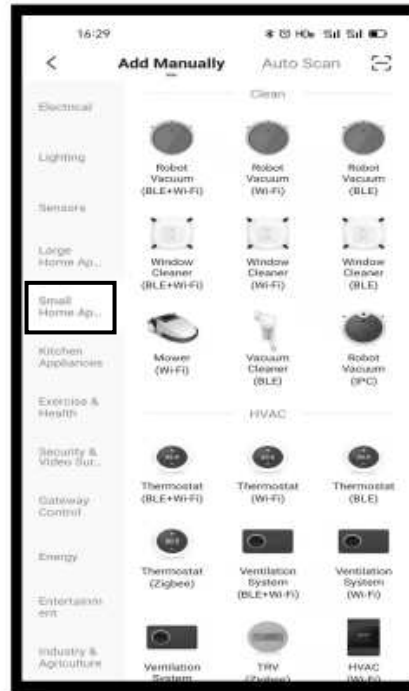 16:29
Add Manually
Auto Scan
Electrical
Lighting
Sensors
Large
Home Ap...
Small
Home Ap...
Kitchen
Appliances
Exercise &
Health
Security &
Video Sur...
Gateway
Control
Energy
Entertainm
ent
Industry &
Agriculture
Clean
Robot
Vacuum
(BLE+Wi-Fi)
Robot
Vacuum
(Wi-Fi)
Robot
Vacuum
(BLE)
Window
Cleaner
(BLE+Wi-Fi)
Window
Cleaner
(Wi-Fi)
Window
Cleaner
(BLE)
Mower
(Wi-Fi)
Vacuum
Cleaner
(BLE)
Robot
Vacuum
(IPC)
HVAC
Thermostat
(BLE+Wi-Fi)
Thermostat
(Wi-Fi)
Thermostat
(BLE)
Thermostat
(Zigbee)
Ventilation
System
(BLE+Wi-Fi)
Ventilation
System
(Wi-Fi)
Ventilation
System
TRV
(Zigbee)
HVAC
(Wi-Fi)